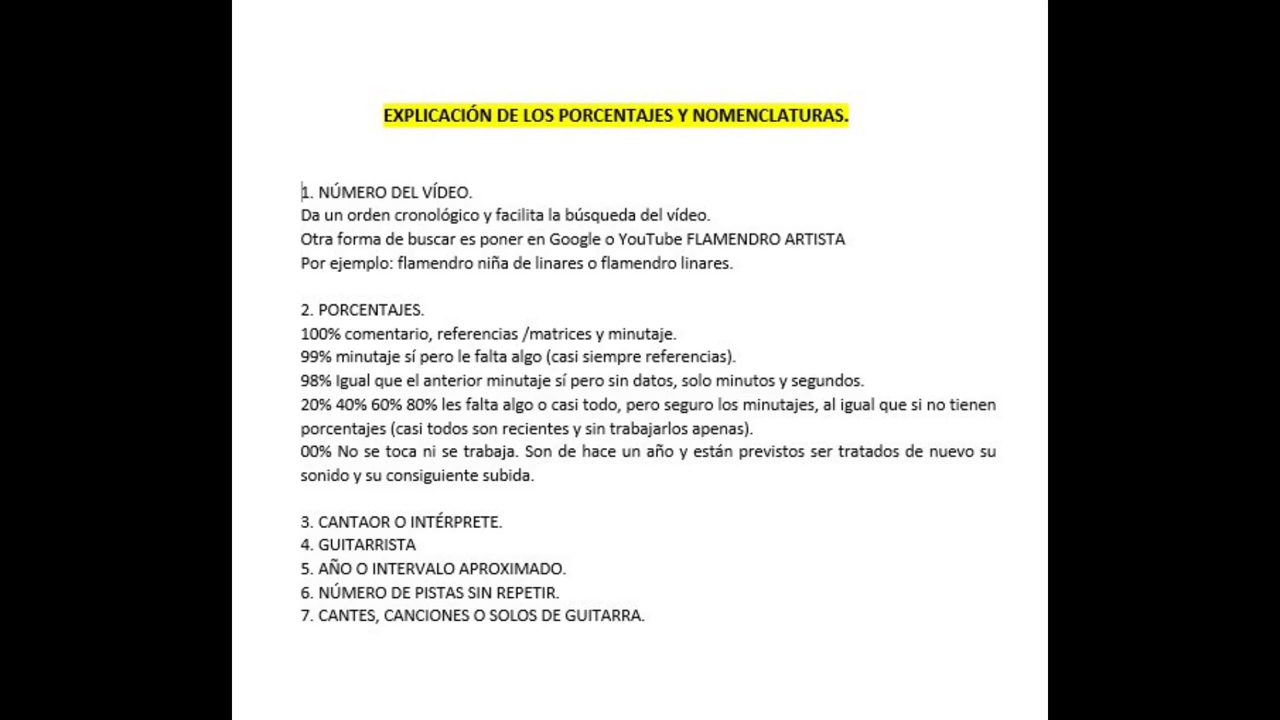 EXPLICACIÓN DE LOS PORCENTAJES Y NOMENCLATURAS.
1. NÚMERO DEL VÍDEO.
Da un orden cronológico y facilita la búsqueda del vídeo.
Otra forma de buscar es poner en Google o YouTube FLAMENDRO ARTISTA
Por ejemplo: flamendro niña de linares o flamendro linares.
2. PORCENTAJES.
100% comentario, referencias /matrices y minutaje.
99% minutaje sí pero le falta algo (casi siempre referencias).
98% Igual que el anterior minutaje sí pero sin datos, solo minutos y segundos.
20% 40% 60% 80% les falta algo o casi todo, pero seguro los minutajes, al igual que si no tienen
porcentajes (casi todos son recientes y sin trabajarlos apenas).
00% No se toca ni se trabaja. Son de hace un año y están previstos ser tratados de nuevo su
sonido y su consiguiente subida.
3. CANTAOR O INTÉRPRETE.
4. GUITARRISTA
5. AÑO O INTERVALO APROXIMADO.
6. NÚMERO DE PISTAS SIN REPETIR.
7. CANTES, CANCIONES O SOLOS DE GUITARRA.